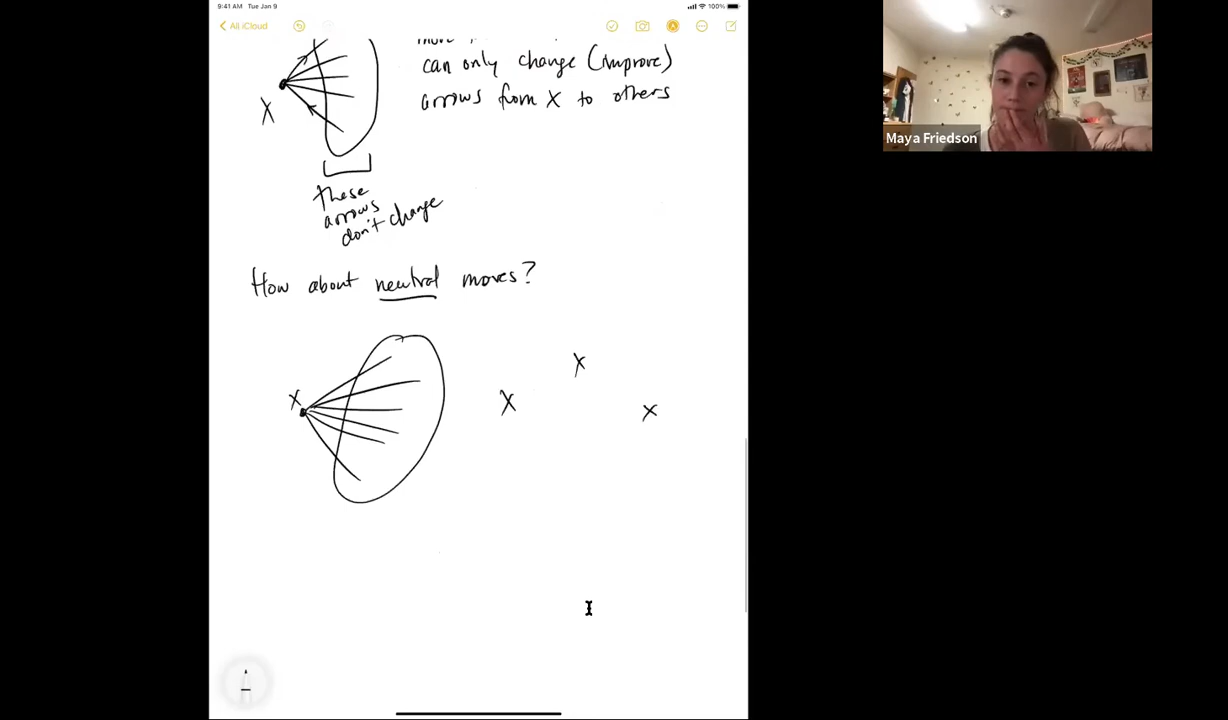 9:41 AM Tue Jan 9
100%
All iCloud
can only change (improve)
arrows from X to others
X
these
arrows
don't change
How about neutral moves?
X
X
X
X
Maya Friedson